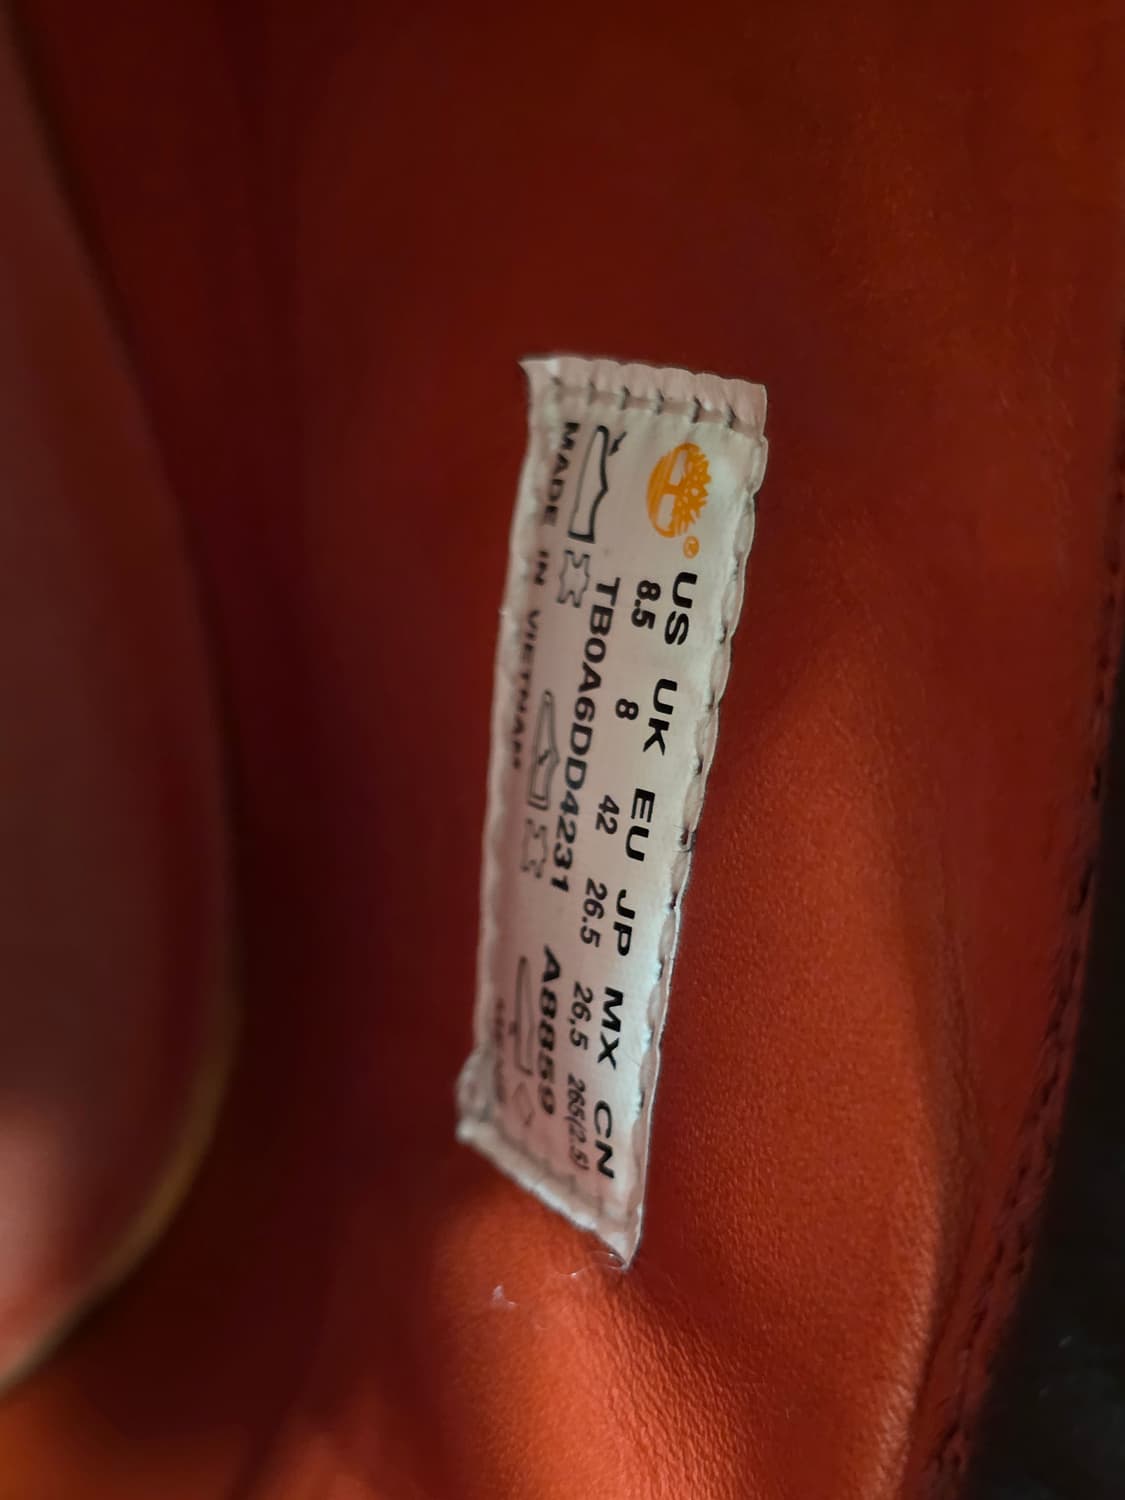 ®
US UK EU JP MX CN
8.5 8 42 26.5 26,5 265(2.5)
TB0A6DD4231 A8859
MADE IN VIETNAM